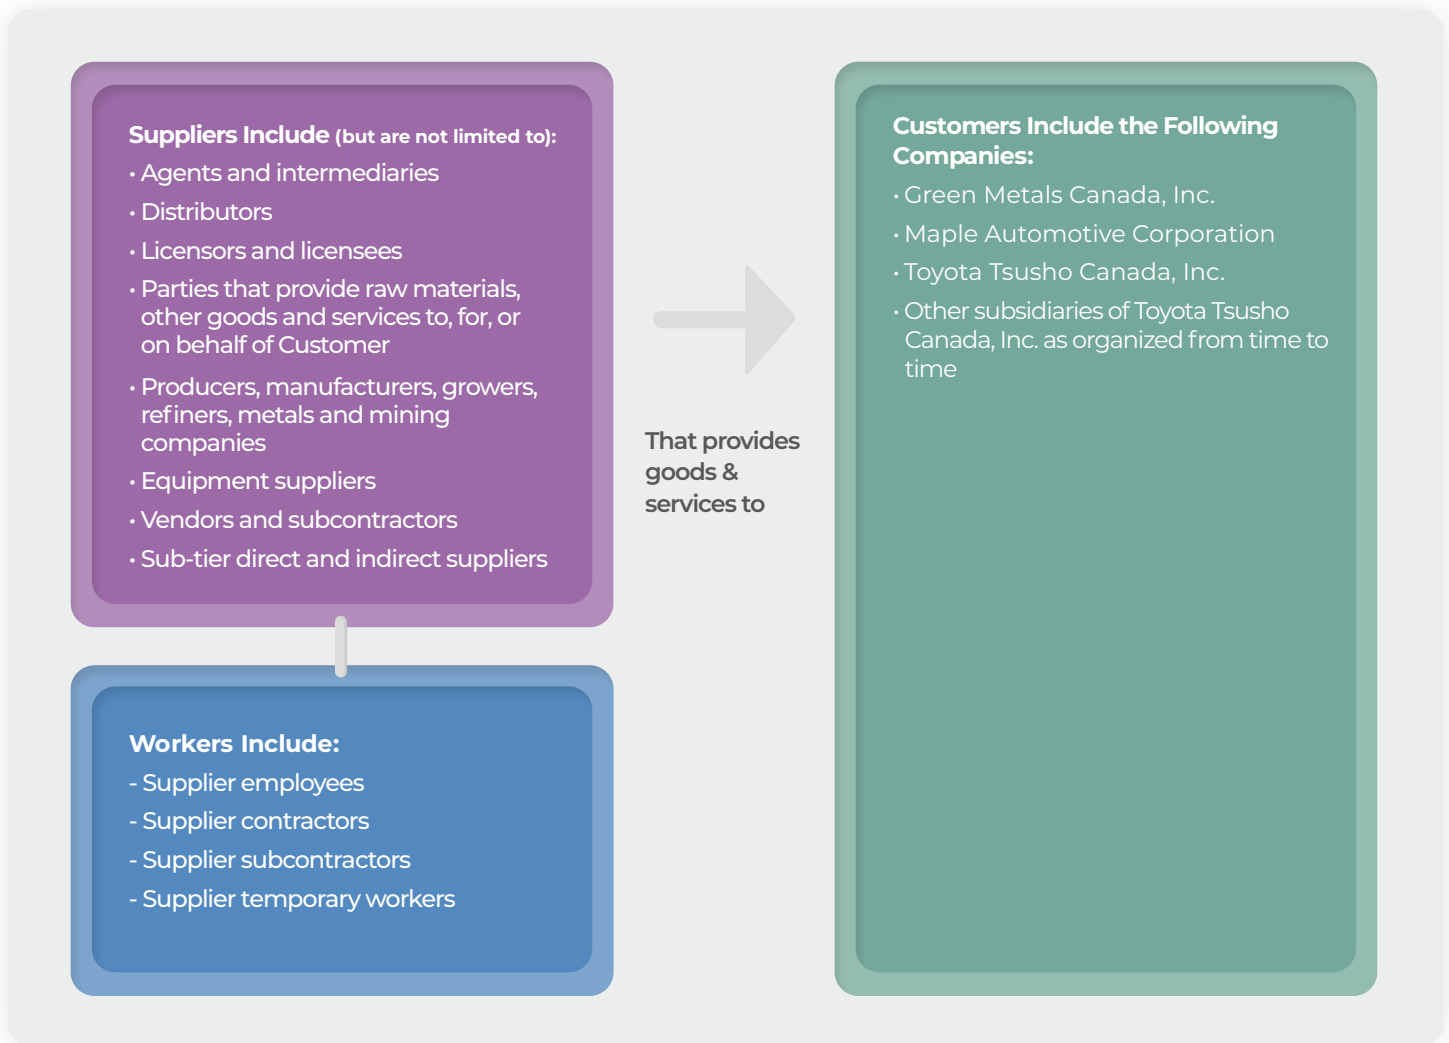 Suppliers Include (but are not limited to):
· Agents and intermediaries
· Distributors
· Licensors and licensees
· Parties that provide raw materials,
other goods and services to, for, or
on behalf of Customer
· Producers, manufacturers, growers,
refiners, metals and mining
companies
· Equipment suppliers
· Vendors and subcontractors
· Sub-tier direct and indirect suppliers
Workers Include:
- Supplier employees
- Supplier contractors
- Supplier subcontractors
- Supplier temporary workers
That provides
goods &
services to
Customers Include the Following
Companies:
· Green Metals Canada, Inc.
· Maple Automotive Corporation
· Toyota Tsusho Canada, Inc.
· Other subsidiaries of Toyota Tsusho
Canada, Inc. as organized from time to
time